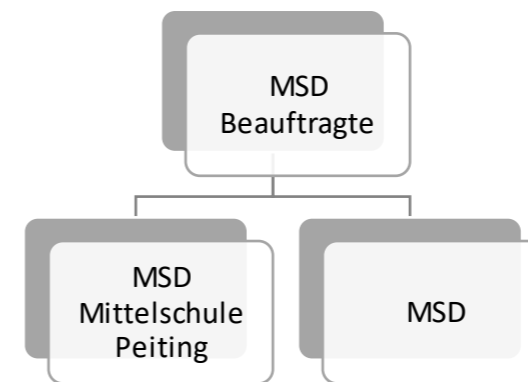 MSD
Beauftragte
MSD
Mittelschule
Peiting
MSD